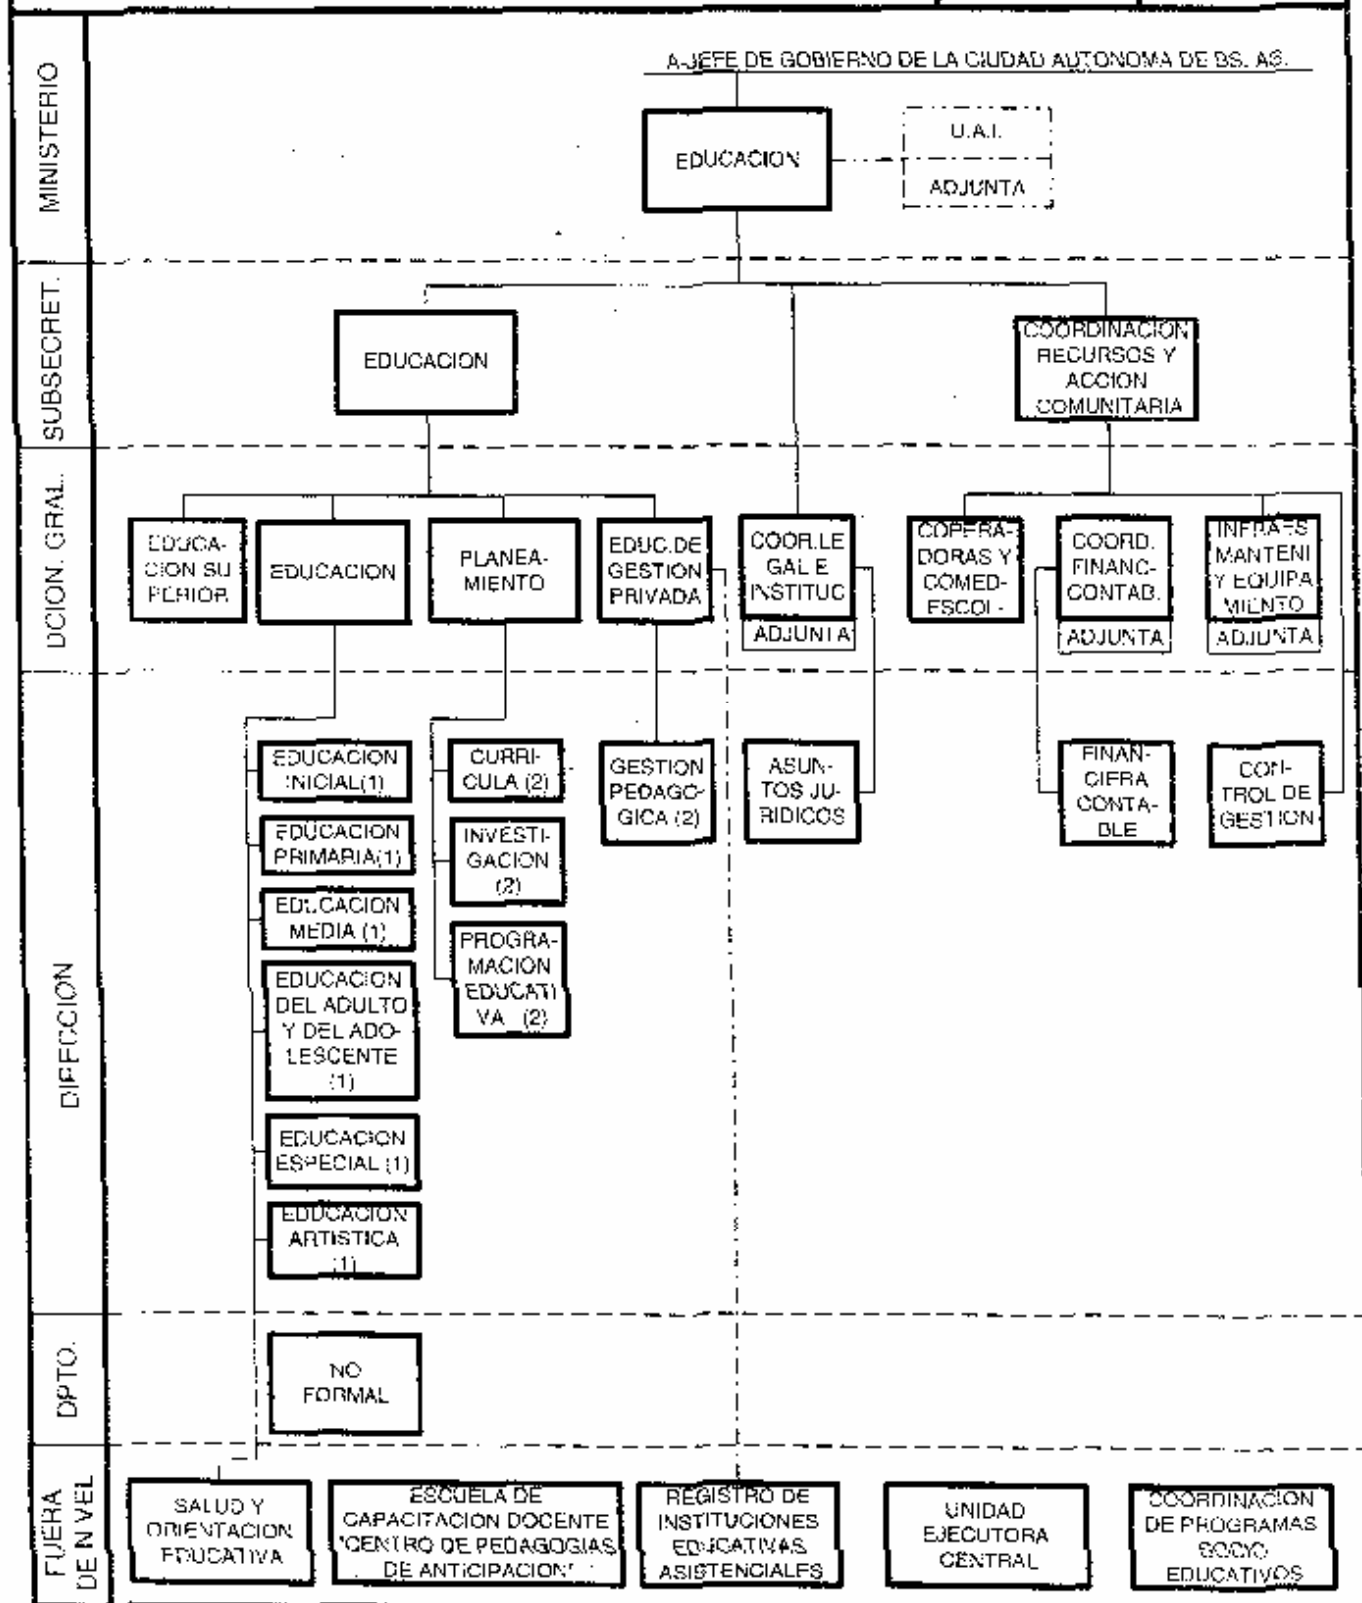 MINISTERIO
A-JEFE DE GOBIERNO DE LA CIUDAD AUTONOMA DE BS. AS.
EDUCACION
U.A.I.
ADJUNTA
SUBSECRET.
EDUCACION
COORDINACION
RECURSOS Y
ACCION
COMUNITARIA
DCION. GRAL.
EDUCA-
CION SU
PERIOR
EDUCACION
PLANEA-
MIENTO
EDUC.DE
GESTION
PRIVADA
COOR.LE
GAL E
INSTITUC
ADJUNTA
COPERA-
DORAS Y
COMED-
ESCOL-
COORD.
FINANC-
CONTAB.
ADJUNTA
INFRAES
MANTENI
Y EQUIPA
MIENTO
ADJUNTA
DIRECCION
EDUCACION
INICIAL(1)
EDUCACION
PRIMARIA(1)
EDUCACION
MEDIA (1)
EDUCACION
DEL ADULTO
Y DEL ADO-
LESCENTE
(1)
EDUCACION
ESPECIAL (1)
EDUCACION
ARTISTICA
(1)
CURRI-
CULA (2)
INVESTI-
GACION
(2)
PROGRA-
MACION
EDUCATI
VA (2)
GESTION
PEDAGO-
GICA (2)
ASUN-
TOS JU-
RIDICOS
FINAN-
CIERA
CONTA-
BLE
CON-
TROL DE
GESTION
DPTO.
NO
FORMAL
FUERA
DE NIVEL
SALUD Y
ORIENTACION
EDUCATIVA
ESCUELA DE
CAPACITACION DOCENTE
"CENTRO DE PEDAGOGIAS
DE ANTICIPACION"
REGISTRO DE
INSTITUCIONES
EDUCATIVAS
ASISTENCIALES
UNIDAD
EJECUTORA
CENTRAL
COORDINACION
DE PROGRAMAS
SOCIO
EDUCATIVOS